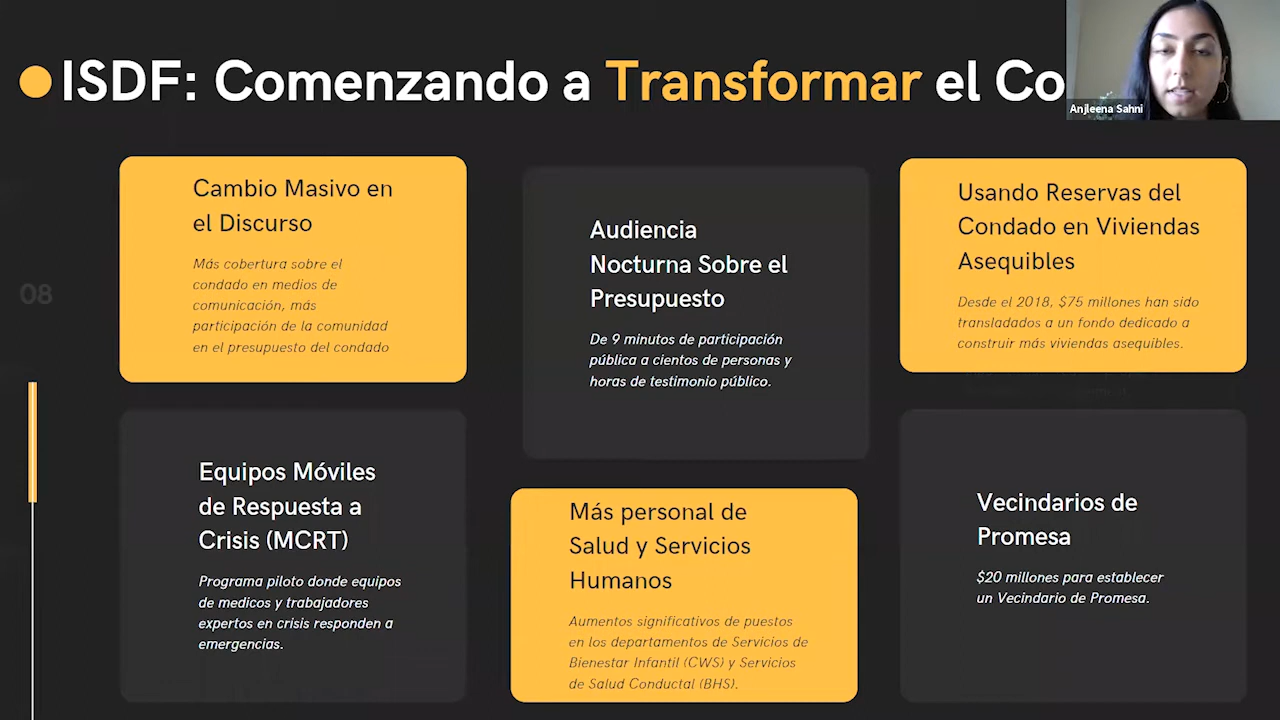 ISDF: Comenzando a Transformar el Co
Anjleena Sahni
Cambio Masivo en
el Discurso
Más cobertura sobre el
condado en medios de
comunicación, más
participación de la comunidad
en el presupuesto del condado
Audiencia
Nocturna Sobre el
Presupuesto
De 9 minutos de participación
pública a cientos de personas y
horas de testimonio público.
Usando Reservas del
Condado en Viviendas
Asequibles
Desde el 2018, $75 millones han sido
transladados a un fondo dedicado a
construir más viviendas asequibles.
08
Equipos Móviles
de Respuesta a
Crisis (MCRT)
Programa piloto donde equipos
de medicos y trabajadores
expertos en crisis responden a
emergencias.
Más personal de
Salud y Servicios
Humanos
Aumentos significativos de puestos
en los departamentos de Servicios de
Bienestar Infantil (CWS) y Servicios
de Salud Conductal (BHS).
Vecindarios de
Promesa
$20 millones para establecer
un Vecindario de Promesa.